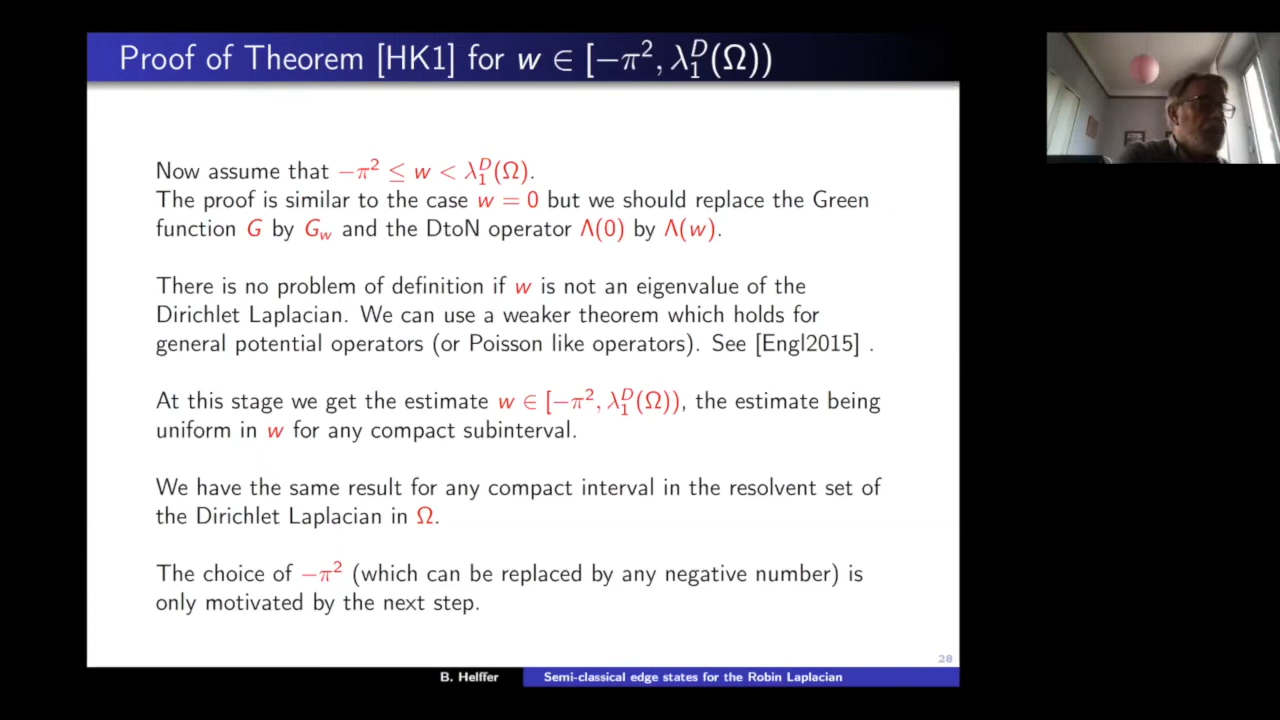 Proof of Theorem [HK1] for w ∈ [−π², λ₁ᴰ(Ω))
Now assume that −π² ≤ w < λ₁ᴰ(Ω).
The proof is similar to the case w = 0 but we should replace the Green
function G by G_w and the DtoN operator Λ(0) by Λ(w).
There is no problem of definition if w is not an eigenvalue of the
Dirichlet Laplacian. We can use a weaker theorem which holds for
general potential operators (or Poisson like operators). See [Engl2015] .
At this stage we get the estimate w ∈ [−π², λ₁ᴰ(Ω)), the estimate being
uniform in w for any compact subinterval.
We have the same result for any compact interval in the resolvent set of
the Dirichlet Laplacian in Ω.
The choice of −π² (which can be replaced by any negative number) is
only motivated by the next step.
28
B. Helffer Semi-classical edge states for the Robin Laplacian